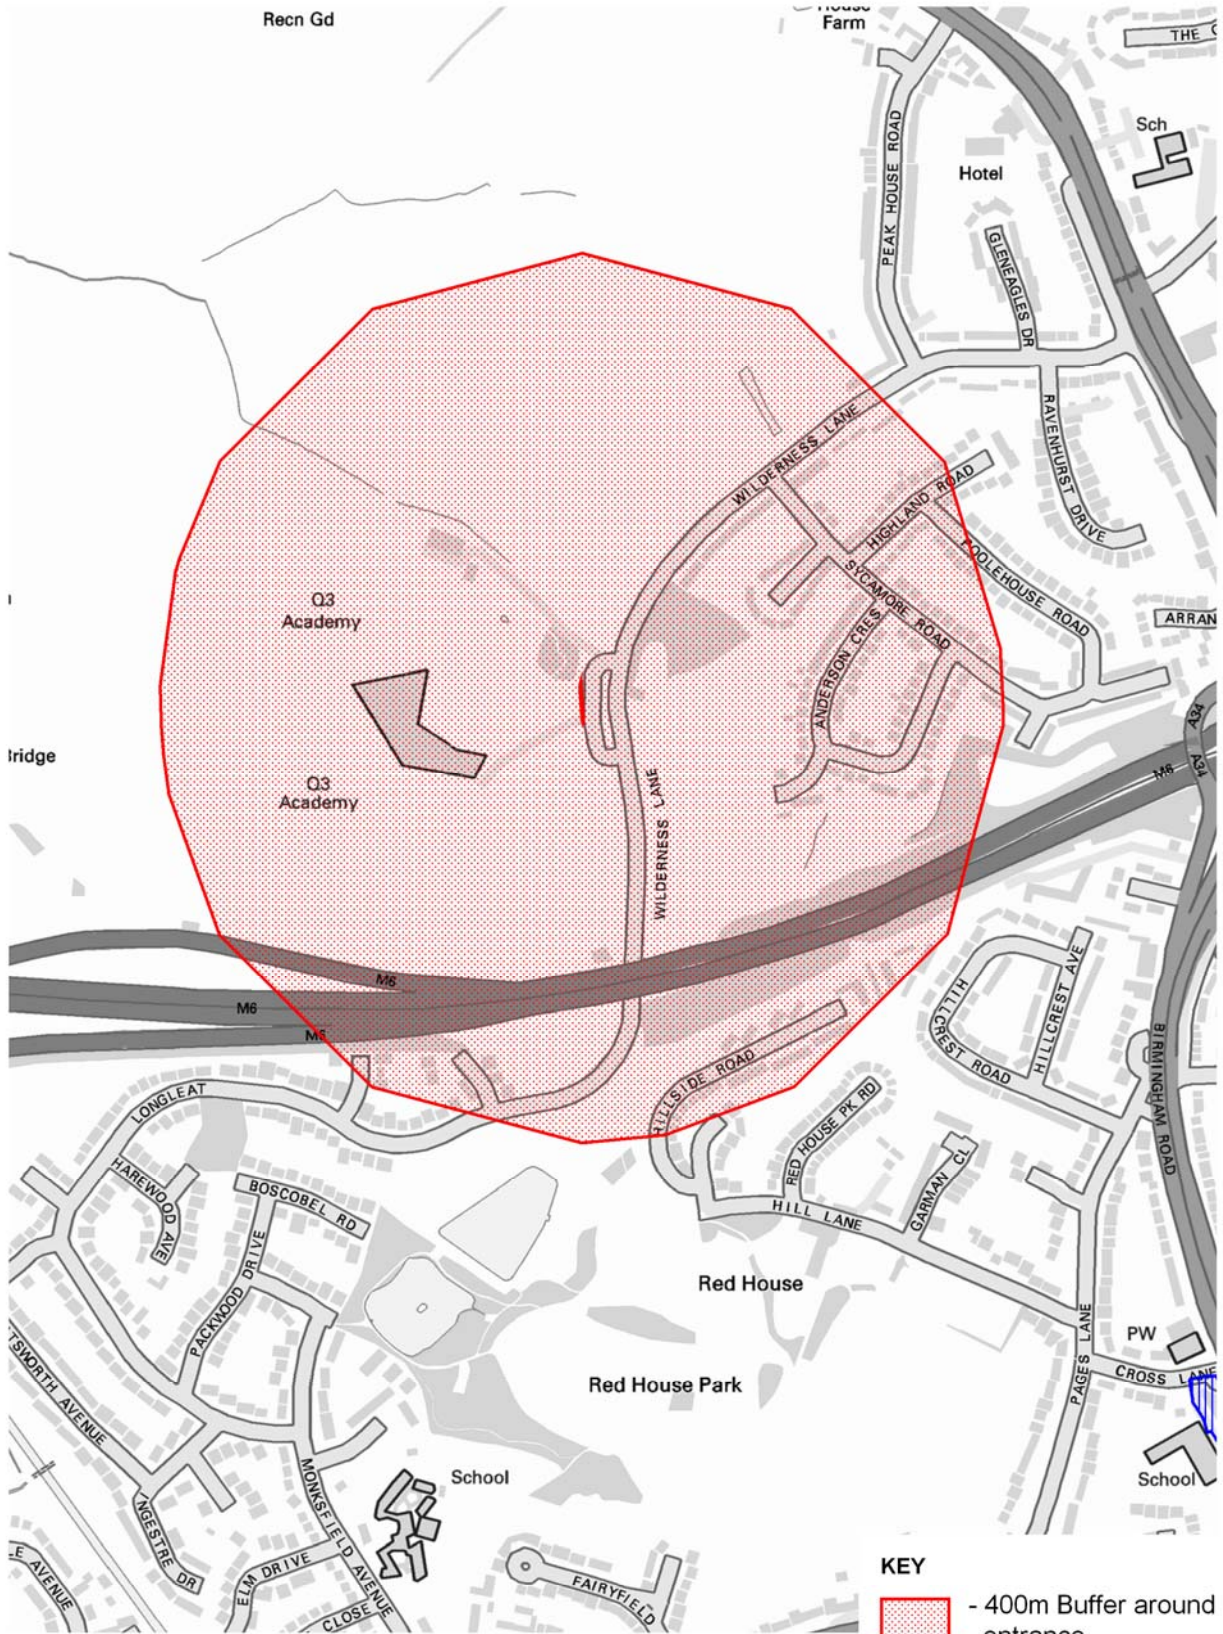 Recn Gd
House
Farm
THE
Sch
Hotel
PEAK HOUSE ROAD
GLENEAGLES DR
RAVENHURST DRIVE
WILDERNESS LANE
HIGHLAND ROAD
POOLEHOUSE ROAD
SYCAMORE ROAD
ANDERSON CRES
ARRAN
Q3
Academy
Q3
Academy
Bridge
WILDERNESS LANE
A34
A34
M6
M6
M6
M6
HILLCREST AVE
HILLCREST ROAD
BIRMINGHAM ROAD
HILLSIDE ROAD
RED HOUSE PK RD
GARMAN CL
HILL LANE
LONGLEAT
HAREWOOD AVE
BOSCOBEL RD
PACKWOOD DRIVE
Red House
PAGES LANE
PW
CROSS LANE
Red House Park
TSWORTH AVENUE
School
School
MONKSFIELD AVENUE
INGESTRE DR
ELM DRIVE
E AVENUE
CLOSE
FAIRYFIELD
KEY
- 400m Buffer around
entrance